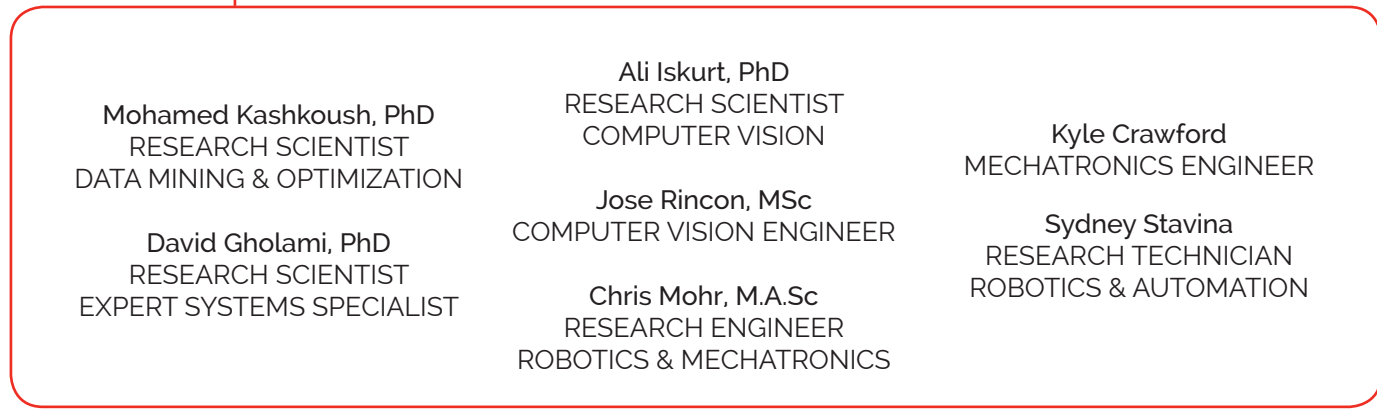 Mohamed Kashkoush, PhD
RESEARCH SCIENTIST
DATA MINING & OPTIMIZATION
David Gholami, PhD
RESEARCH SCIENTIST
EXPERT SYSTEMS SPECIALIST
Ali Iskurt, PhD
RESEARCH SCIENTIST
COMPUTER VISION
Jose Rincon, MSc
COMPUTER VISION ENGINEER
Chris Mohr, M.A.Sc
RESEARCH ENGINEER
ROBOTICS & MECHATRONICS
Kyle Crawford
MECHATRONICS ENGINEER
Sydney Stavina
RESEARCH TECHNICIAN
ROBOTICS & AUTOMATION